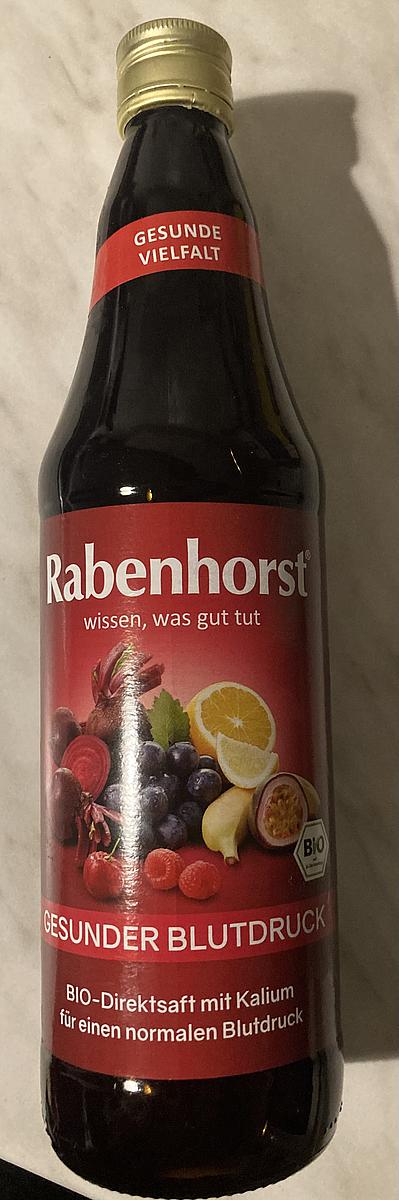 GESUNDE
VIELFALT
Rabenhorst®
wissen, was gut tut
BIO
GESUNDER BLUTDRUCK
BIO-Direktsaft mit Kalium
für einen normalen Blutdruck